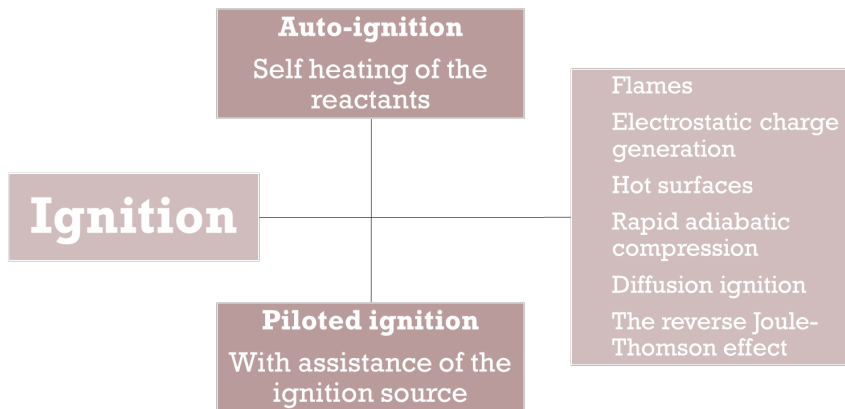 Ignition
Auto-ignition
Self heating of the
reactants
Piloted ignition
With assistance of the
ignition source
Flames
Electrostatic charge
generation
Hot surfaces
Rapid adiabatic
compression
Diffusion ignition
The reverse Joule-
Thomson effect